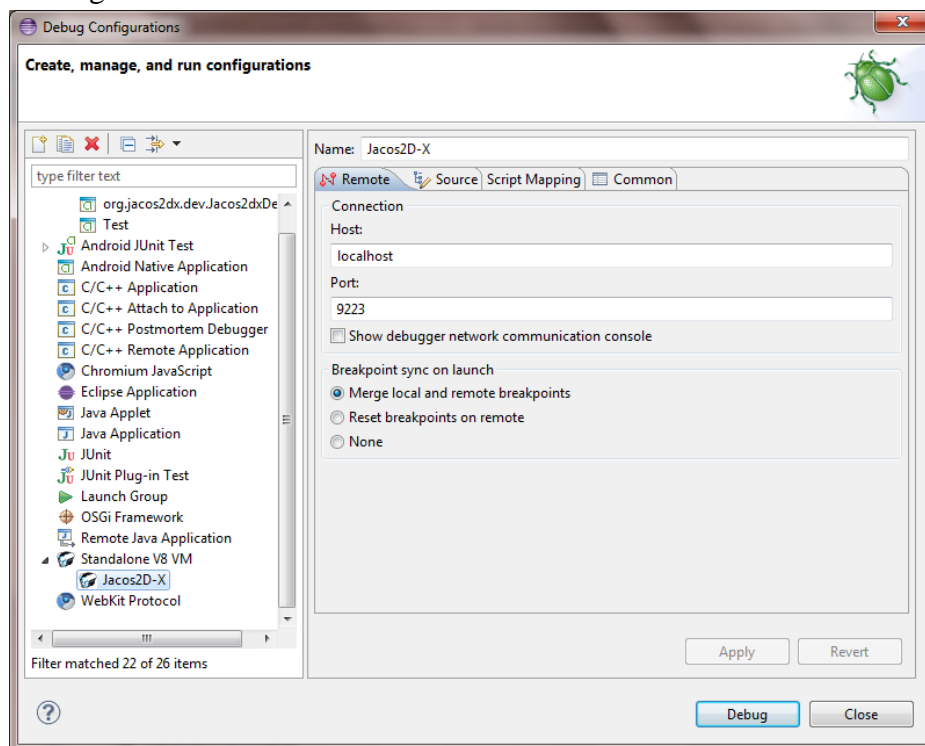 Debug Configurations
Create, manage, and run configurations
type filter text
org.jacos2dx.dev.Jacos2dxDe
Test
Android JUnit Test
Android Native Application
C/C++ Application
C/C++ Attach to Application
C/C++ Postmortem Debugger
C/C++ Remote Application
Chromium JavaScript
Eclipse Application
Java Applet
Java Application
JUnit
JUnit Plug-in Test
Launch Group
OSGi Framework
Remote Java Application
Standalone V8 VM
Jacos2D-X
WebKit Protocol
Filter matched 22 of 26 items
Name: Jacos2D-X
Remote Source Script Mapping Common
Connection
Host:
localhost
Port:
9223
Show debugger network communication console
Breakpoint sync on launch
Merge local and remote breakpoints
Reset breakpoints on remote
None
Apply Revert
Debug Close